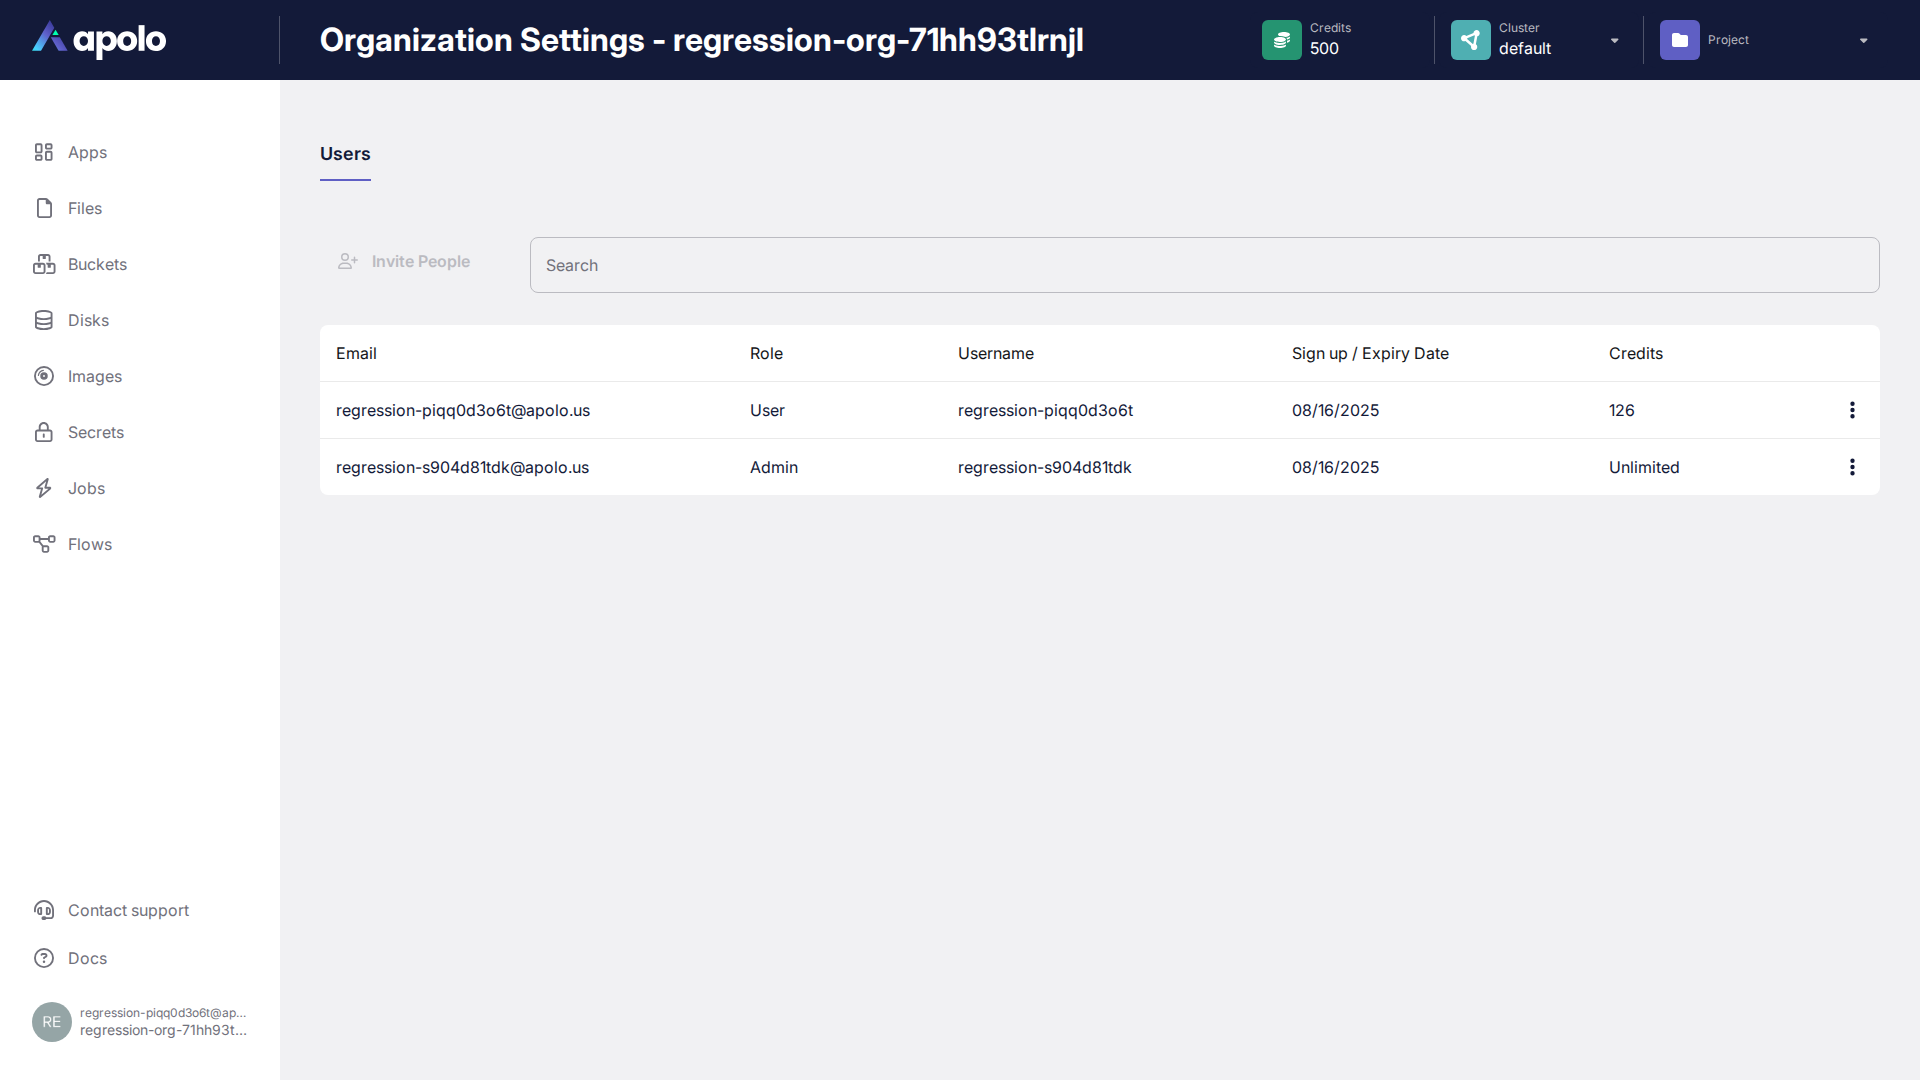 apolo
Organization Settings - regression-org-71hh93tlrnjl
Credits
500
Cluster
default
Project
Apps
Files
Buckets
Disks
Images
Secrets
Jobs
Flows
Users
Invite People
Search
Email Role Username Sign up / Expiry Date Credits
regression-piqq0d3o6t@apolo.us User regression-piqq0d3o6t 08/16/2025 126
regression-s904d81tdk@apolo.us Admin regression-s904d81tdk 08/16/2025 Unlimited
Contact support
Docs
RE
regression-piqq0d3o6t@ap...
regression-org-71hh93t...